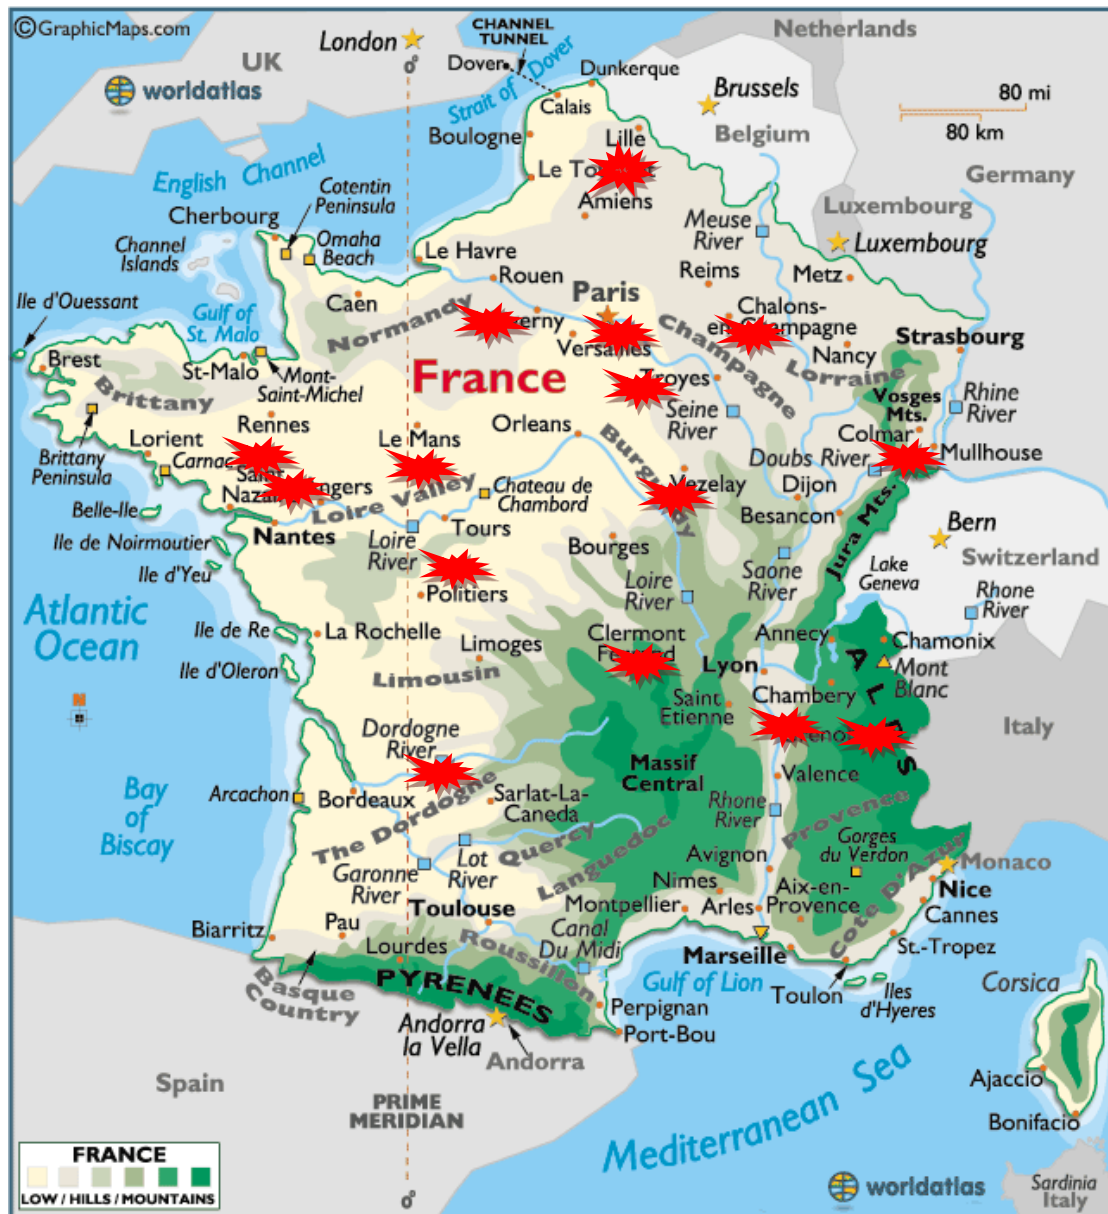 ©GraphicMaps.com
UK
London
CHANNEL
TUNNEL
Dover
Strait of Dover
Netherlands
worldatlas
Dunkerque
Calais
Brussels
Belgium
80 mi
80 km
Boulogne
Lille
Germany
English Channel
Cotentin
Peninsula
Cherbourg
Amiens
Meuse
River
Luxembourg
Luxembourg
Channel
Islands
Omaha
Beach
Le Havre
Rouen
Reims
Metz
Ile d'Ouessant
Caen
Paris
Chalons-
Gulf of
St. Malo
Normandy
Champagne
Nancy
Strasbourg
Brest
St-Malo
Mont-
Saint-Michel
France
Troyes
Lorraine
Brittany
Seine
River
Vosges
Mts.
Rhine
River
Rennes
Orleans
Colmar
Lorient
Le Mans
Mullhouse
Brittany
Peninsula
Doubs River
Loire Valley
Chateau de
Chambord
Dijon
Belle-Ile
Besancon
Jura Mts.
Nantes
Tours
Bern
Ile de Noirmoutier
Loire
River
Bourges
Switzerland
Ile d'Yeu
Saone
River
Lake
Geneva
Loire
River
Rhone
River
Atlantic
Ocean
Politiers
Ile de Re
La Rochelle
Clermont
Annecy
Chamonix
Limoges
Lyon
Mont
Blanc
Ile d'Oleron
Limousin
Chambery
Saint
Etienne
N
Dordogne
River
Italy
Massif
Central
Valence
Bay
of
Biscay
Arcachon
Bordeaux
Sarlat-La-
Caneda
Rhone
River
Provence
The Dordogne
Quercy
Gorges
du Verdon
Garonne
River
Lot
River
Languedoc
Avignon
Monaco
Nimes
Cote D'Azur
Nice
Aix-en-
Provence
Toulouse
Montpellier
Arles
Cannes
Biarritz
Pau
Canal
Du Midi
Lourdes
Roussillon
Marseille
St.-Tropez
PYRENEES
Gulf of Lion
Toulon
Iles
d'Hyeres
Corsica
Basque
Country
Perpignan
Andorra
la Vella
Port-Bou
Andorra
Spain
Ajaccio
PRIME
MERIDIAN
Mediterranean Sea
Bonifacio
FRANCE
LOW / HILLS / MOUNTAINS
0°
worldatlas
Sardinia
Italy